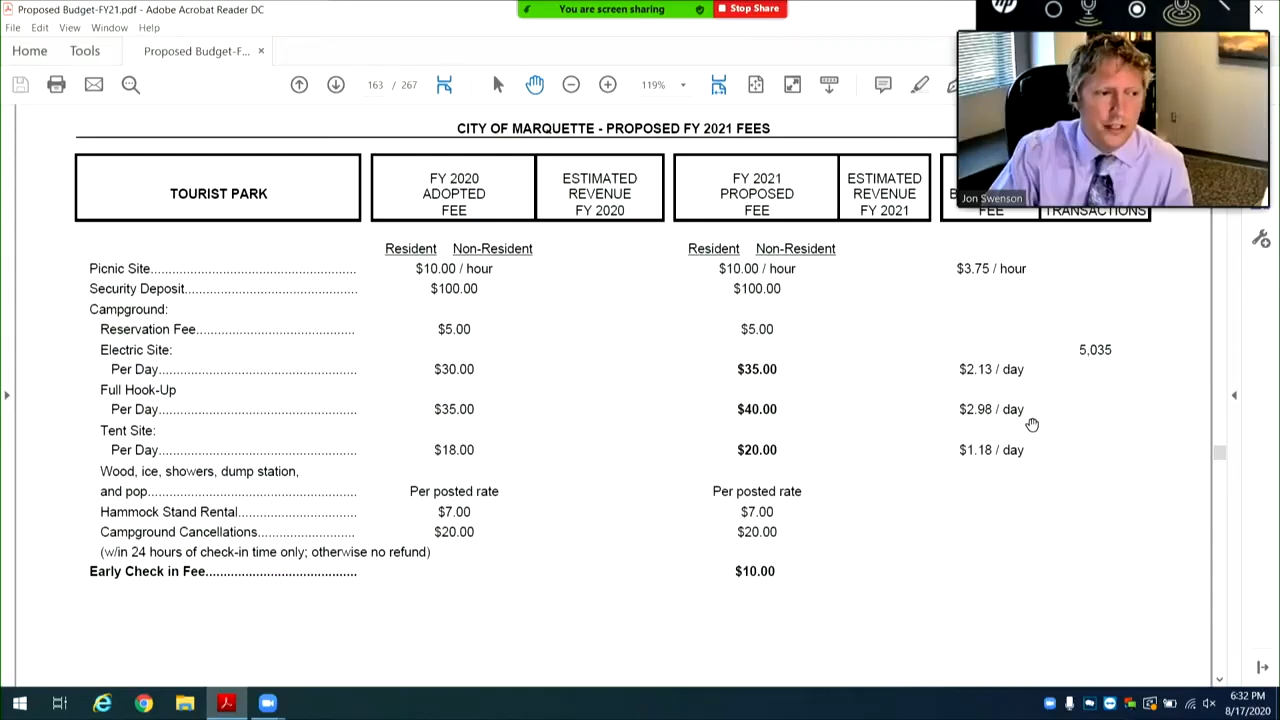 Proposed Budget-FY21.pdf - Adobe Acrobat Reader DC
You are screen sharing
Stop Share
File Edit View Window Help
Home Tools Proposed Budget-F... ×
163 / 267
119%
CITY OF MARQUETTE - PROPOSED FY 2021 FEES
TOURIST PARK
FY 2020 ADOPTED FEE
ESTIMATED REVENUE FY 2020
FY 2021 PROPOSED FEE
ESTIMATED REVENUE FY 2021
FEE
TRANSACTIONS
Jon Swenson
Resident Non-Resident Resident Non-Resident
Picnic Site.................................................... $10.00 / hour $10.00 / hour $3.75 / hour
Security Deposit........................................... $100.00 $100.00
Campground:
Reservation Fee....................................... $5.00 $5.00
Electric Site: 5,035
Per Day................................................. $30.00 $35.00 $2.13 / day
Full Hook-Up
Per Day................................................. $35.00 $40.00 $2.98 / day
Tent Site:
Per Day................................................. $18.00 $20.00 $1.18 / day
Wood, ice, showers, dump station,
and pop.................................................... Per posted rate Per posted rate
Hammock Stand Rental............................. $7.00 $7.00
Campground Cancellations........................ $20.00 $20.00
(w/in 24 hours of check-in time only; otherwise no refund)
Early Check in Fee..................................... $10.00
6:32 PM
8/17/2020